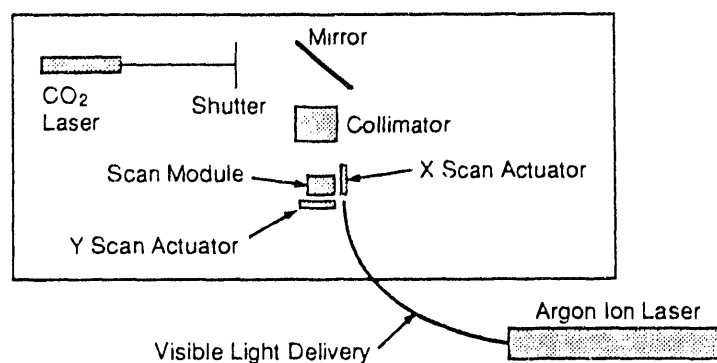 Mirror
CO₂
Laser
Shutter
Collimator
Scan Module
X Scan Actuator
Y Scan Actuator
Argon Ion Laser
Visible Light Delivery